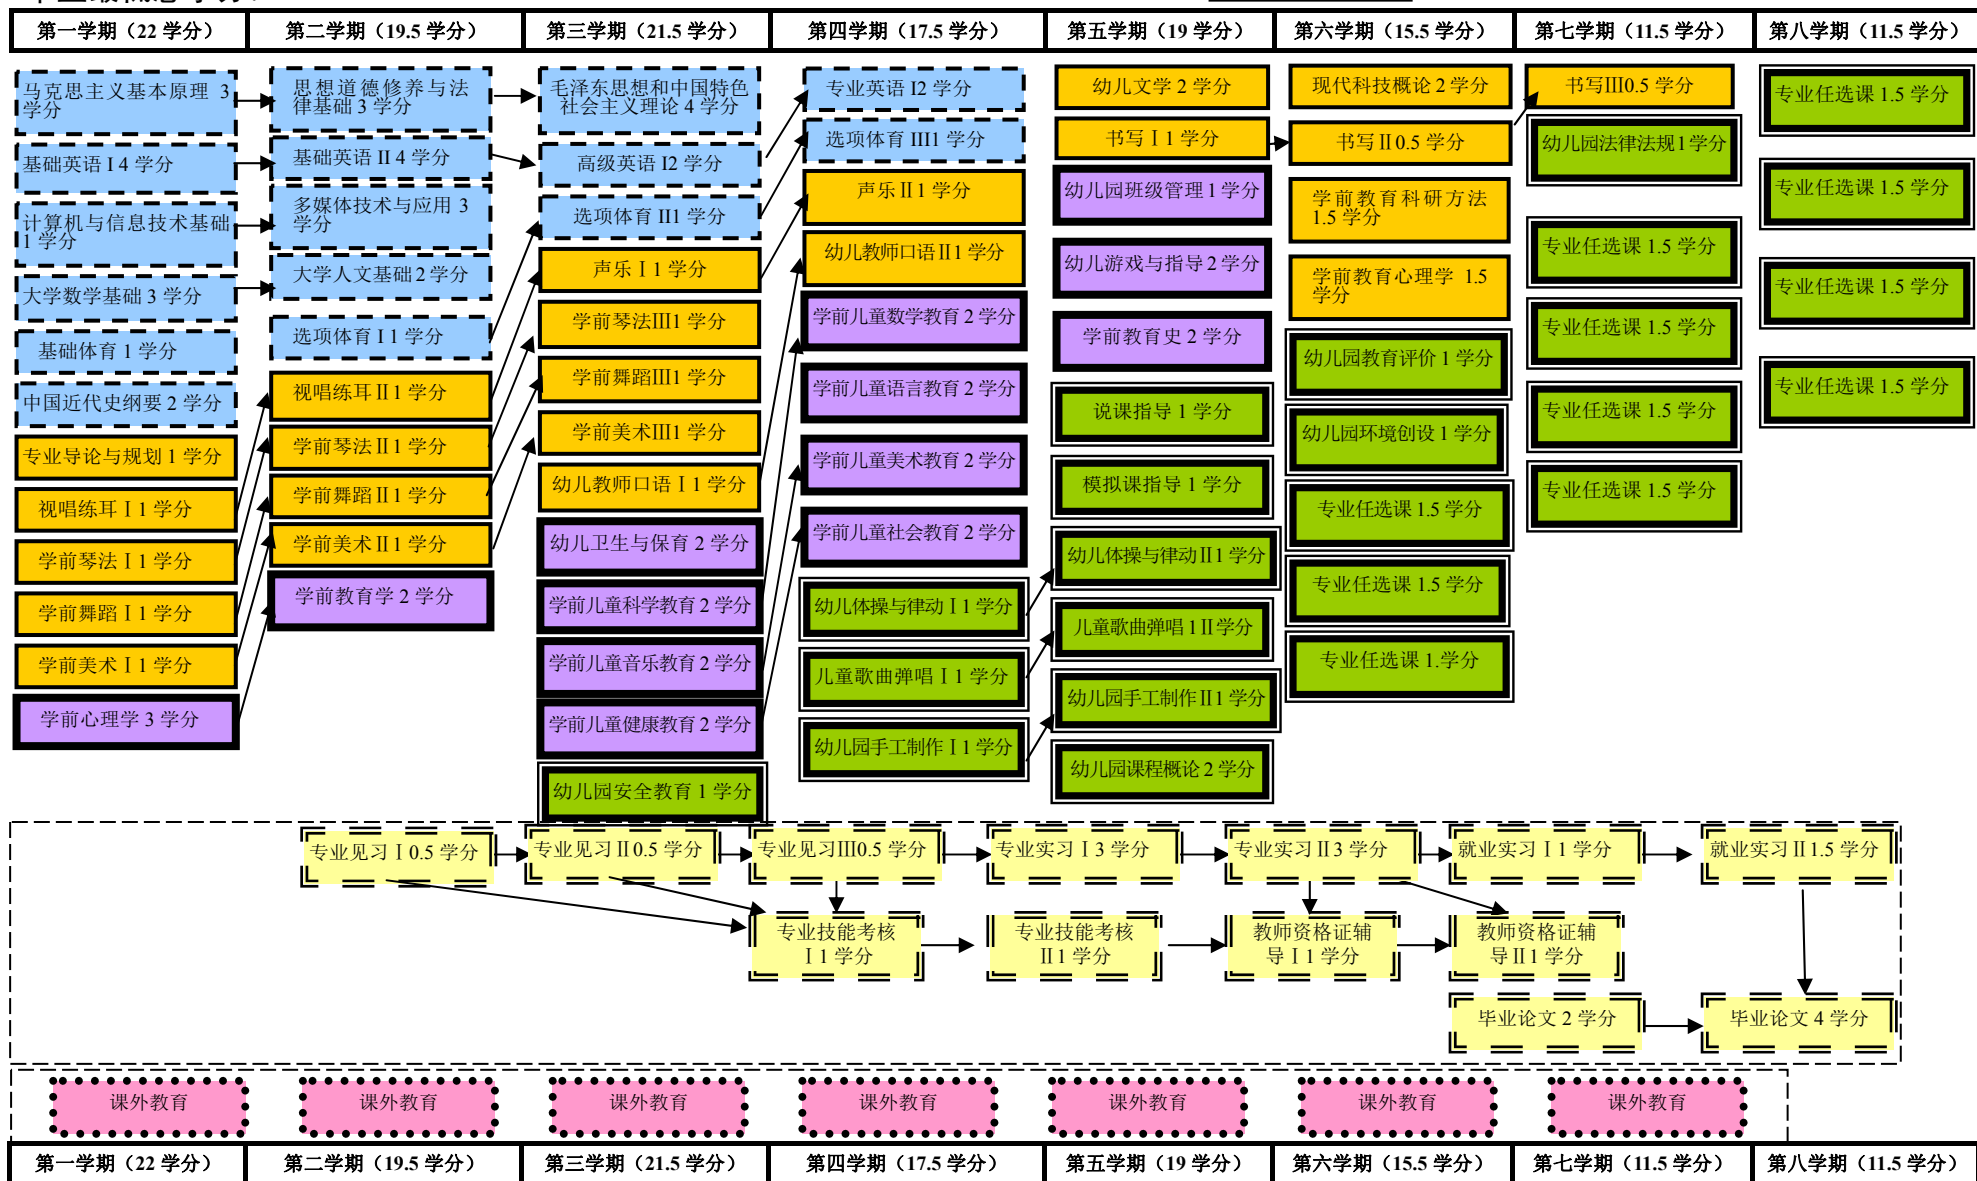 第一学期（22 学分）
第二学期（19.5 学分）
第三学期（21.5 学分）
第四学期（17.5 学分）
第五学期（19 学分）
第六学期（15.5 学分）
第七学期（11.5 学分）
第八学期（11.5 学分）
马克思主义基本原理 3
学分
基础英语 I 4 学分
计算机与信息技术基础
1 学分
大学数学基础 3 学分
基础体育 1 学分
中国近代史纲要 2 学分
专业导论与规划 1 学分
视唱练耳 I 1 学分
学前琴法 I 1 学分
学前舞蹈 I 1 学分
学前美术 I 1 学分
学前心理学 3 学分
思想道德修养与法
律基础 3 学分
基础英语 II 4 学分
多媒体技术与应用 3
学分
大学人文基础 2 学分
选项体育 I 1 学分
视唱练耳 II 1 学分
学前琴法 II 1 学分
学前舞蹈 II 1 学分
学前美术 II 1 学分
学前教育学 2 学分
毛泽东思想和中国特色
社会主义理论 4 学分
高级英语 I2 学分
选项体育 II1 学分
声乐 I 1 学分
学前琴法III1 学分
学前舞蹈III1 学分
学前美术III1 学分
幼儿教师口语 I 1 学分
幼儿卫生与保育 2 学分
学前儿童科学教育 2 学分
学前儿童音乐教育 2 学分
学前儿童健康教育 2 学分
幼儿园安全教育 1 学分
专业英语 I2 学分
选项体育 III1 学分
声乐 II 1 学分
幼儿教师口语 II1 学分
学前儿童数学教育 2 学分
学前儿童语言教育 2 学分
学前儿童美术教育 2 学分
学前儿童社会教育 2 学分
幼儿体操与律动 I 1 学分
儿童歌曲弹唱 I 1 学分
幼儿园手工制作 I 1 学分
幼儿文学 2 学分
书写 I 1 学分
幼儿园班级管理 1 学分
幼儿游戏与指导 2 学分
学前教育史 2 学分
说课指导 1 学分
模拟课指导 1 学分
幼儿体操与律动 II 1 学分
儿童歌曲弹唱 1 II 学分
幼儿园手工制作 II 1 学分
幼儿园课程概论 2 学分
现代科技概论 2 学分
书写 II 0.5 学分
学前教育科研方法
1.5 学分
学前教育心理学 1.5
学分
幼儿园教育评价 1 学分
幼儿园环境创设 1 学分
专业任选课 1.5 学分
专业任选课 1.5 学分
专业任选课 1.学分
书写III0.5 学分
幼儿园法律法规 1 学分
专业任选课 1.5 学分
专业任选课 1.5 学分
专业任选课 1.5 学分
专业任选课 1.5 学分
专业任选课 1.5 学分
专业任选课 1.5 学分
专业任选课 1.5 学分
专业任选课 1.5 学分
专业见习 I 0.5 学分
专业见习 II 0.5 学分
专业见习III0.5 学分
专业实习 I 3 学分
专业实习 II 3 学分
就业实习 I 1 学分
就业实习 II 1.5 学分
专业技能考核
I 1 学分
专业技能考核
II 1 学分
教师资格证辅
导 I 1 学分
教师资格证辅
导 II 1 学分
毕业论文 2 学分
毕业论文 4 学分
课外教育
课外教育
课外教育
课外教育
课外教育
课外教育
课外教育
第一学期（22 学分）
第二学期（19.5 学分）
第三学期（21.5 学分）
第四学期（17.5 学分）
第五学期（19 学分）
第六学期（15.5 学分）
第七学期（11.5 学分）
第八学期（11.5 学分）